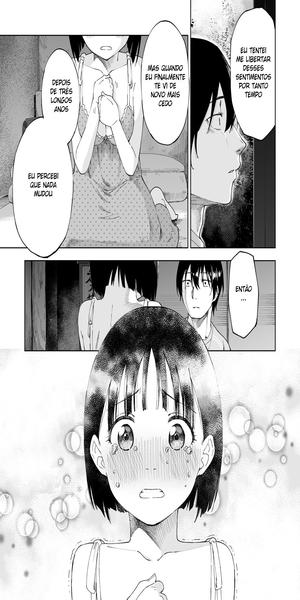 EU TENTEI
ME LIBERTAR
DESSES
SENTIMENTOS
POR TANTO
TEMPO
MAS QUANDO
EU FINALMENTE
TE VI DE
NOVO MAIS
CEDO
DEPOIS
DE TRÊS
LONGOS
ANOS
EU PERCEBI
QUE NADA
MUDOU
ENTÃO
...